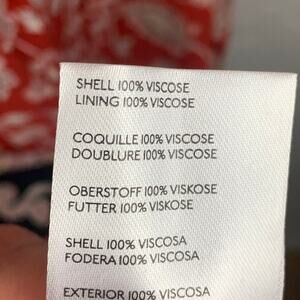 SHELL 100% VISCOSE
LINING 100% VISCOSE
COQUILLE 100% VISCOSE
DOUBLURE 100% VISCOSE
OBERSTOFF 100% VISKOSE
FUTTER 100% VISKOSE
SHELL 100% VISCOSA
FODERA 100% VISCOSA
EXTERIOR 100% VISCOSA